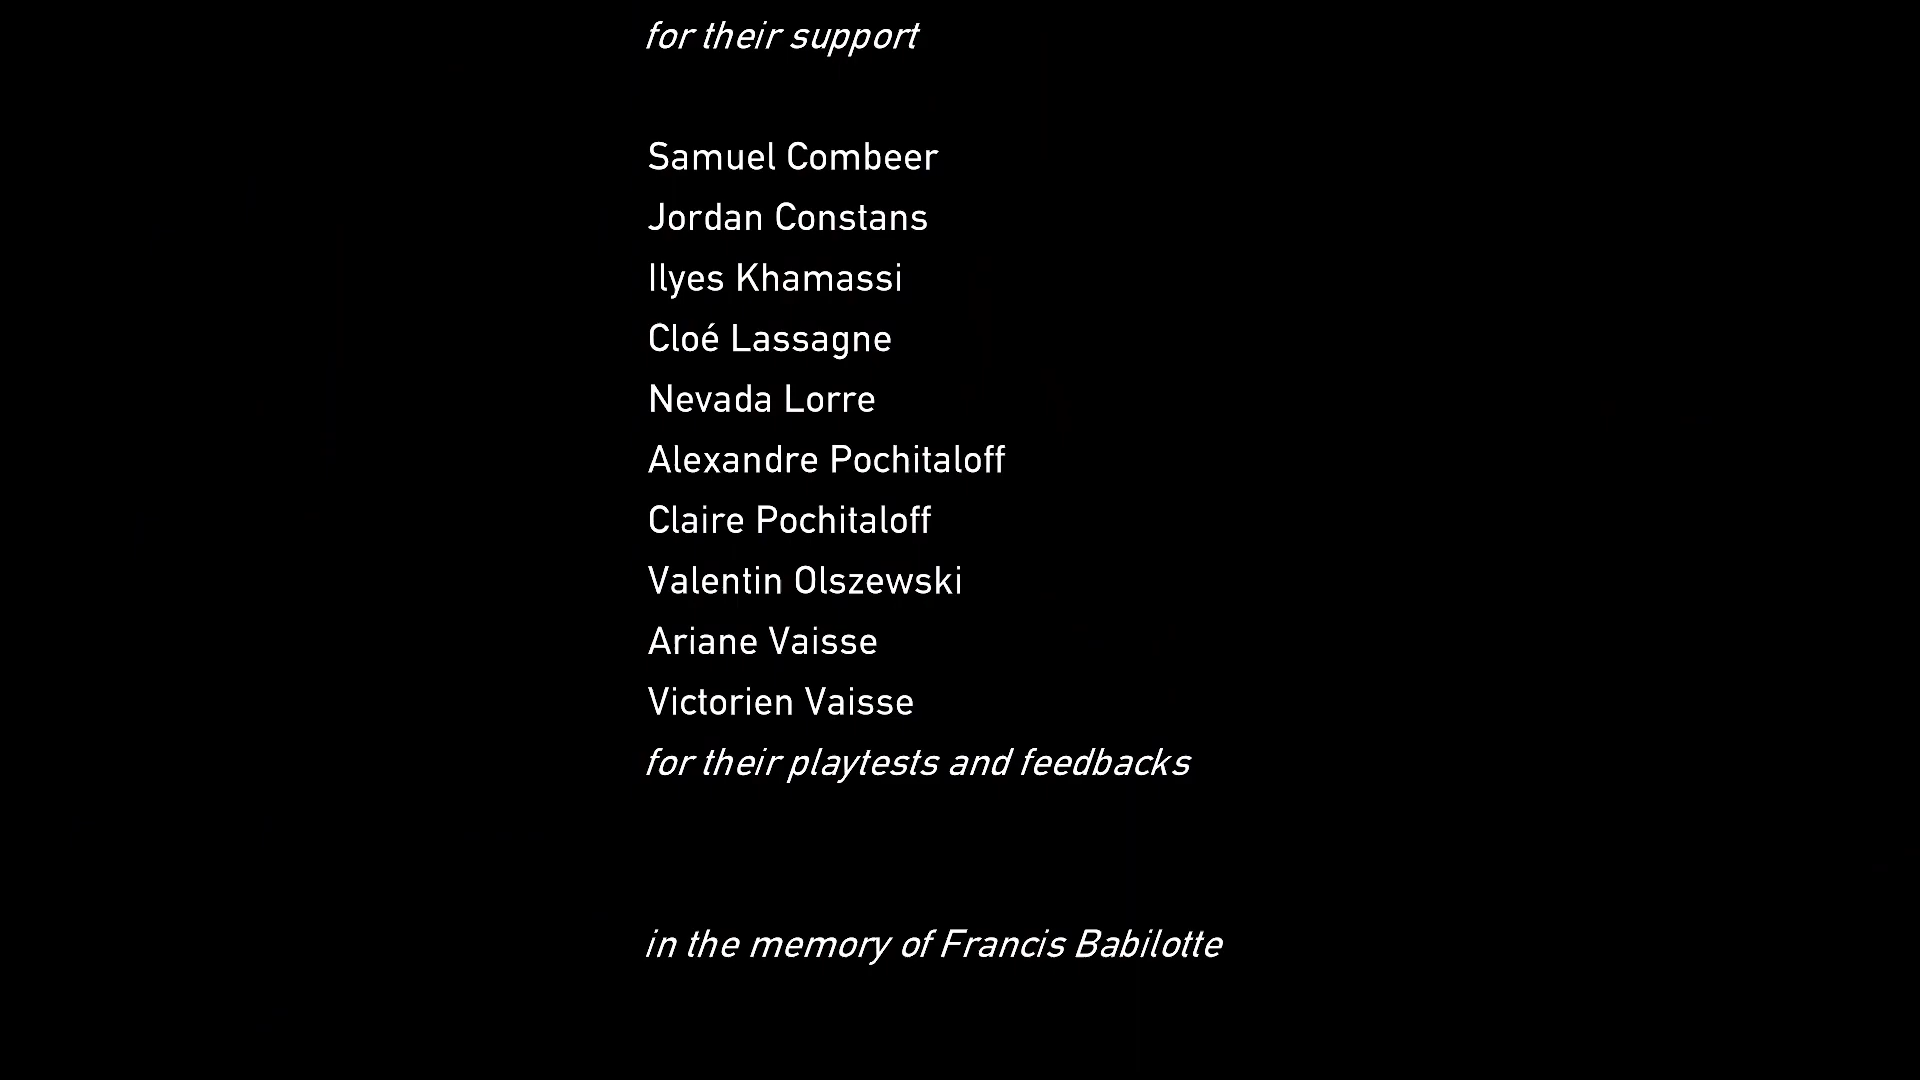 for their support
Samuel Combeer
Jordan Constans
Ilyes Khamassi
Cloé Lassagne
Nevada Lorre
Alexandre Pochitaloff
Claire Pochitaloff
Valentin Olszewski
Ariane Vaisse
Victorien Vaisse
for their playtests and feedbacks
in the memory of Francis Babilotte